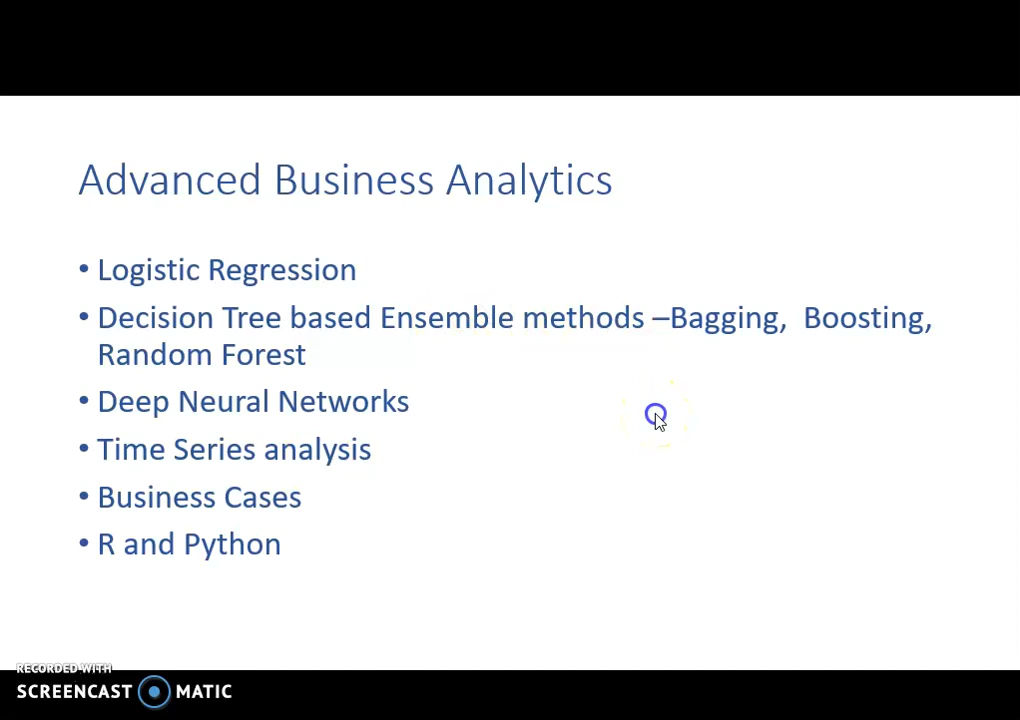 Advanced Business Analytics
• Logistic Regression
• Decision Tree based Ensemble methods –Bagging,  Boosting,
Random Forest
• Deep Neural Networks
• Time Series analysis
• Business Cases
• R and Python
RECORDED WITH
SCREENCAST MATIC